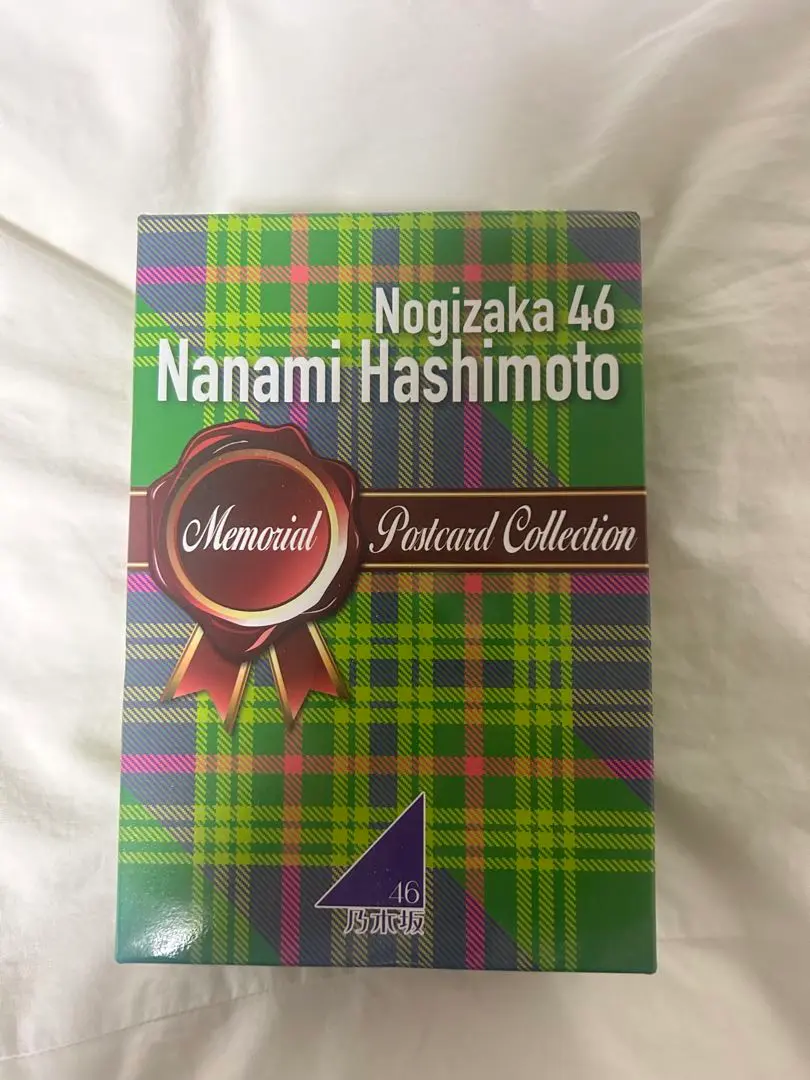 Nogizaka 46
Nanami Hashimoto
Memorial Postcard Collection
46
乃木坂